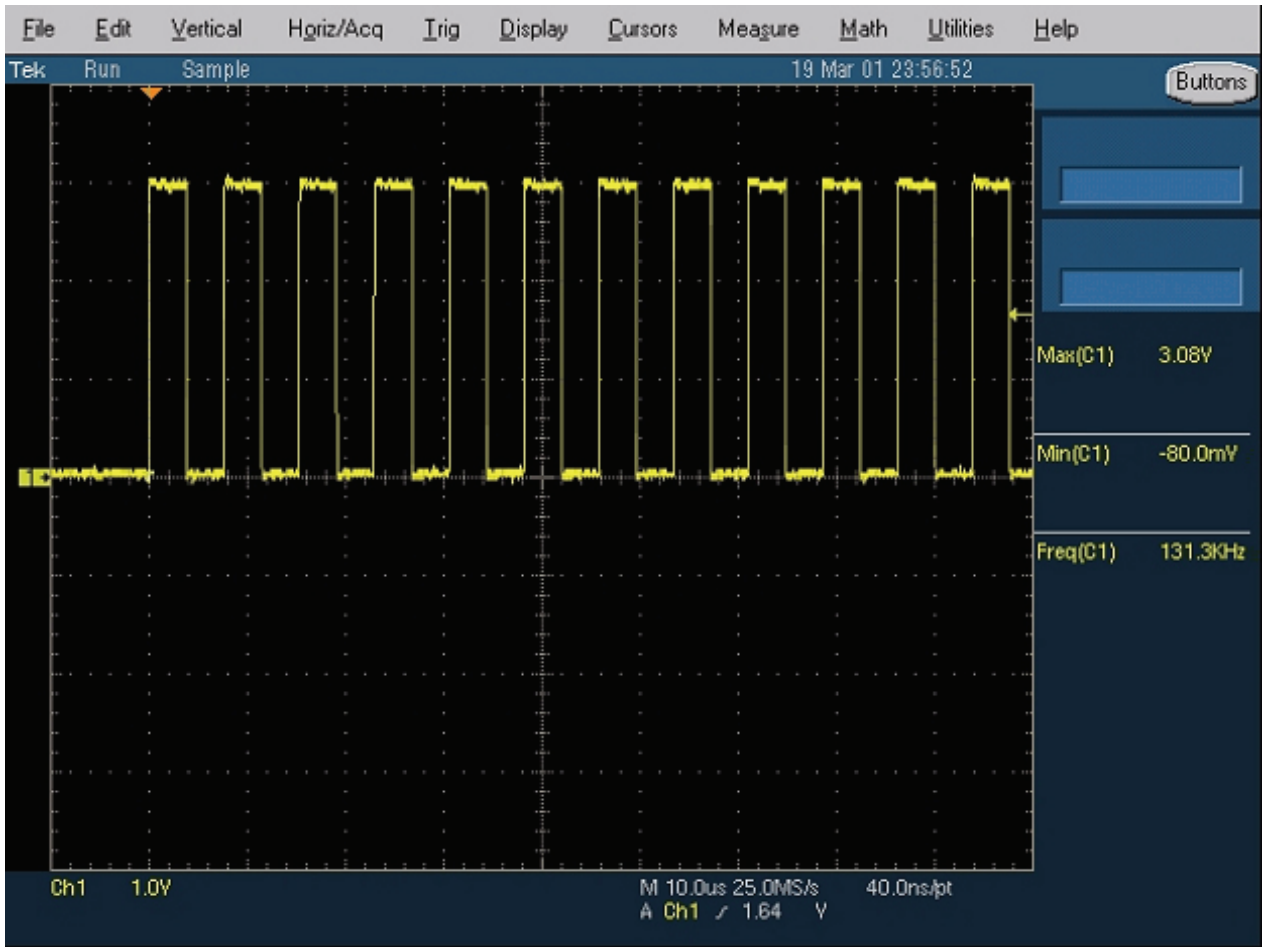 File Edit Vertical Horiz/Acq Trig Display Cursors Measure Math Utilities Help
Tek Run Sample 19 Mar 01 23:56:52
Buttons
Max(C1) 3.08V
1
Min(C1) -80.0mV
Freq(C1) 131.3KHz
Ch1 1.0V M 10.0us 25.0MS/s 40.0ns/pt
A Ch1 / 1.64 V